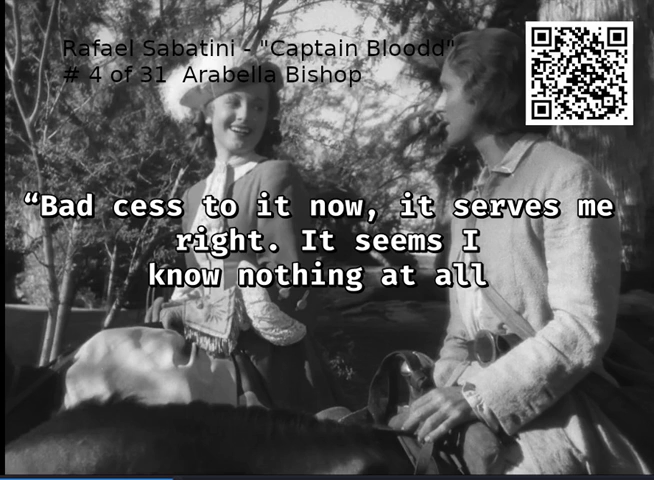 Rafael Sabatini - "Captain Bloodd"
# 4 of 31  Arabella Bishop
“Bad cess to it now, it serves me
right. It seems I
know nothing at all